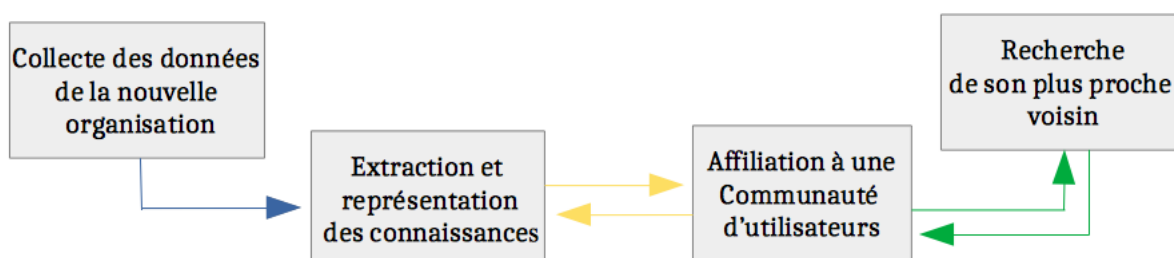 Collecte des données
de la nouvelle
organisation
Extraction et
représentation
des connaissances
Affiliation à une
Communauté
d'utilisateurs
Recherche
de son plus proche
voisin